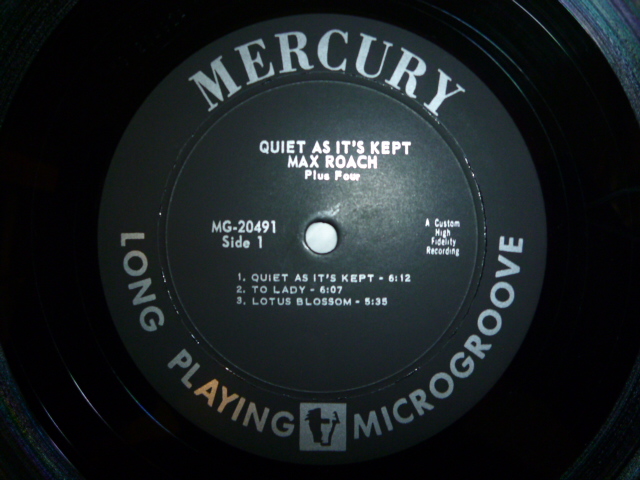 MERCURY
QUIET AS IT'S KEPT
MAX ROACH
Plus Four
MG-20491
Side 1
A Custom
High
Fidelity
Recording
1. QUIET AS IT'S KEPT - 6:12
2. TO LADY - 6:07
3. LOTUS BLOSSOM - 5:35
LONG PLAYING MICROGROOVE